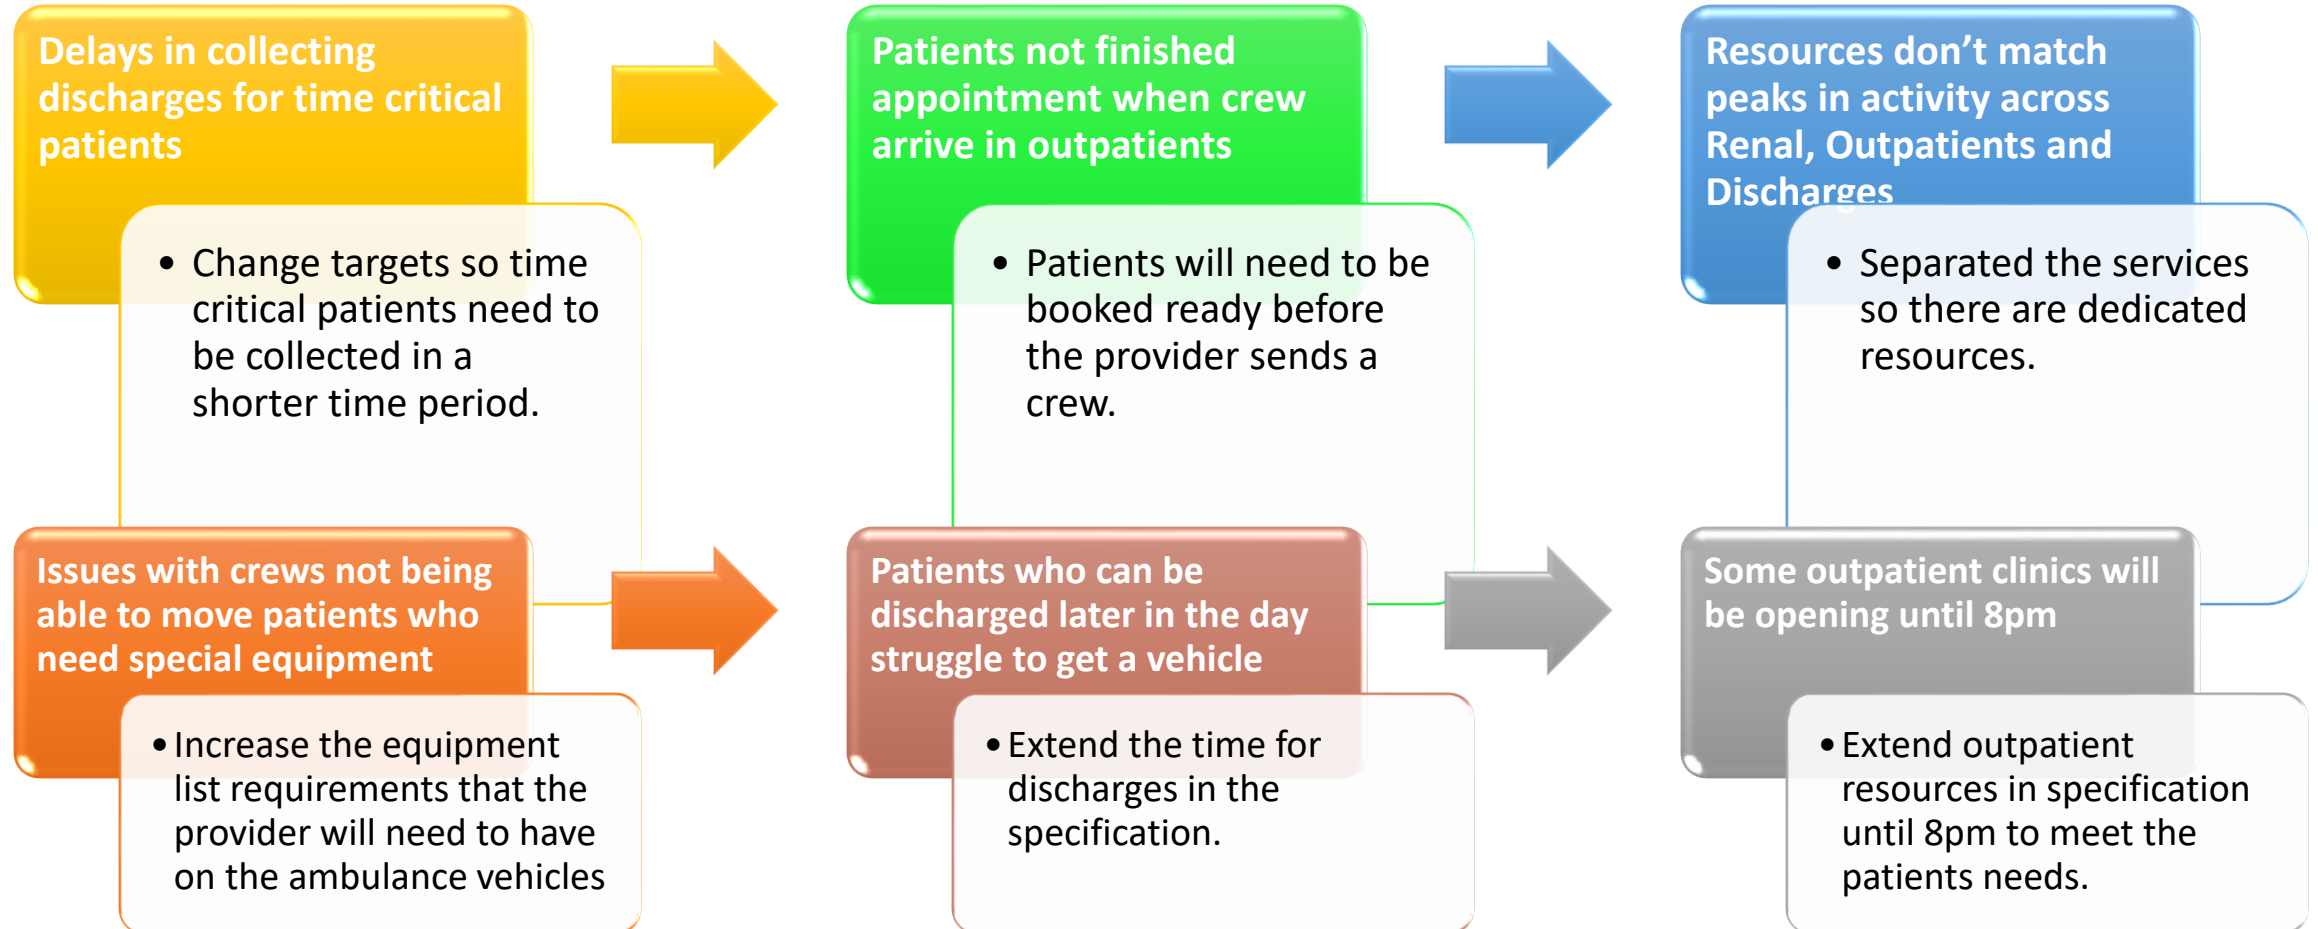 Delays in collecting
discharges for time critical
patients
• Change targets so time
critical patients need to
be collected in a
shorter time period.
Patients not finished
appointment when crew
arrive in outpatients
• Patients will need to be
booked ready before
the provider sends a
crew.
Resources don’t match
peaks in activity across
Renal, Outpatients and
Discharges
• Separated the services
so there are dedicated
resources.
Issues with crews not being
able to move patients who
need special equipment
•Increase the equipment
list requirements that the
provider will need to have
on the ambulance vehicles
Patients who can be
discharged later in the day
struggle to get a vehicle
•Extend the time for
discharges in the
specification.
Some outpatient clinics will
be opening until 8pm
•Extend outpatient
resources in specification
until 8pm to meet the
patients needs.